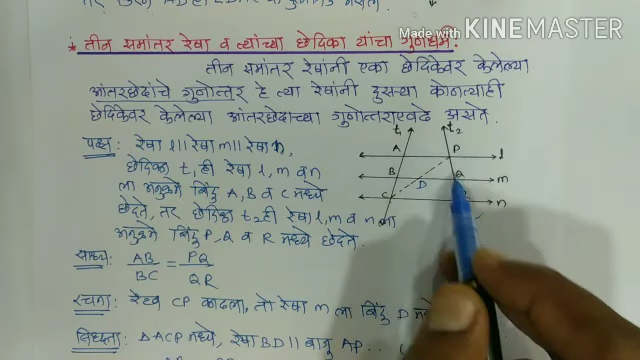 Made with KINEMASTER
* तीन समांतर रेषा व त्यांच्या छेदिका यांचा गुणधर्म:
तीन समांतर रेषांनी एका छेदिकेवर केलेल्या
आंतरछेदांचे गुणोत्तर हे त्या रेषांनी दुसऱ्या कोणत्याही
छेदिकेवर केलेल्या आंतरछेदाच्या गुणोत्तराएवढे असते.
पक्ष: रेषा l || रेषा m || रेषा n,
छेदिका t₁ ही रेषा l, m व n
ला अनुक्रमे बिंदु A, B व C मध्ये
छेदते, तर छेदिका t₂ ही रेषा l, m व n ला
अनुक्रमे बिंदु P, Q व R मध्ये छेदते.
t₁ t₂
A P l
B D Q m
C n
साध्य: AB/BC = PQ/QR
रचना: रेख CP काढला, तो रेषा m ला बिंदु D
सिद्धता: Δ ACP मध्ये, रेषा BD || बाजू AP..